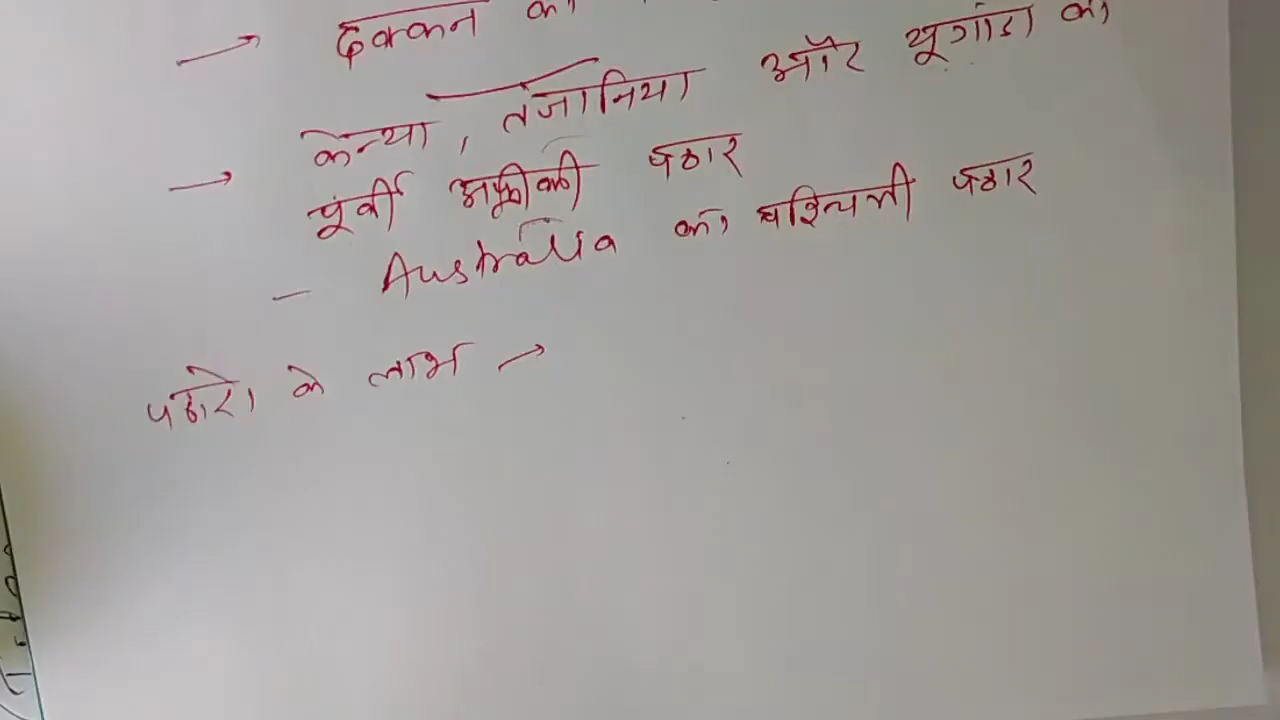 → दक्कन का
→ केन्या, तंजानिया और युगांडा का
पूर्वी अफ्रीकी पठार
- Australia का पश्चिमी पठार
पठारों के लाभ →